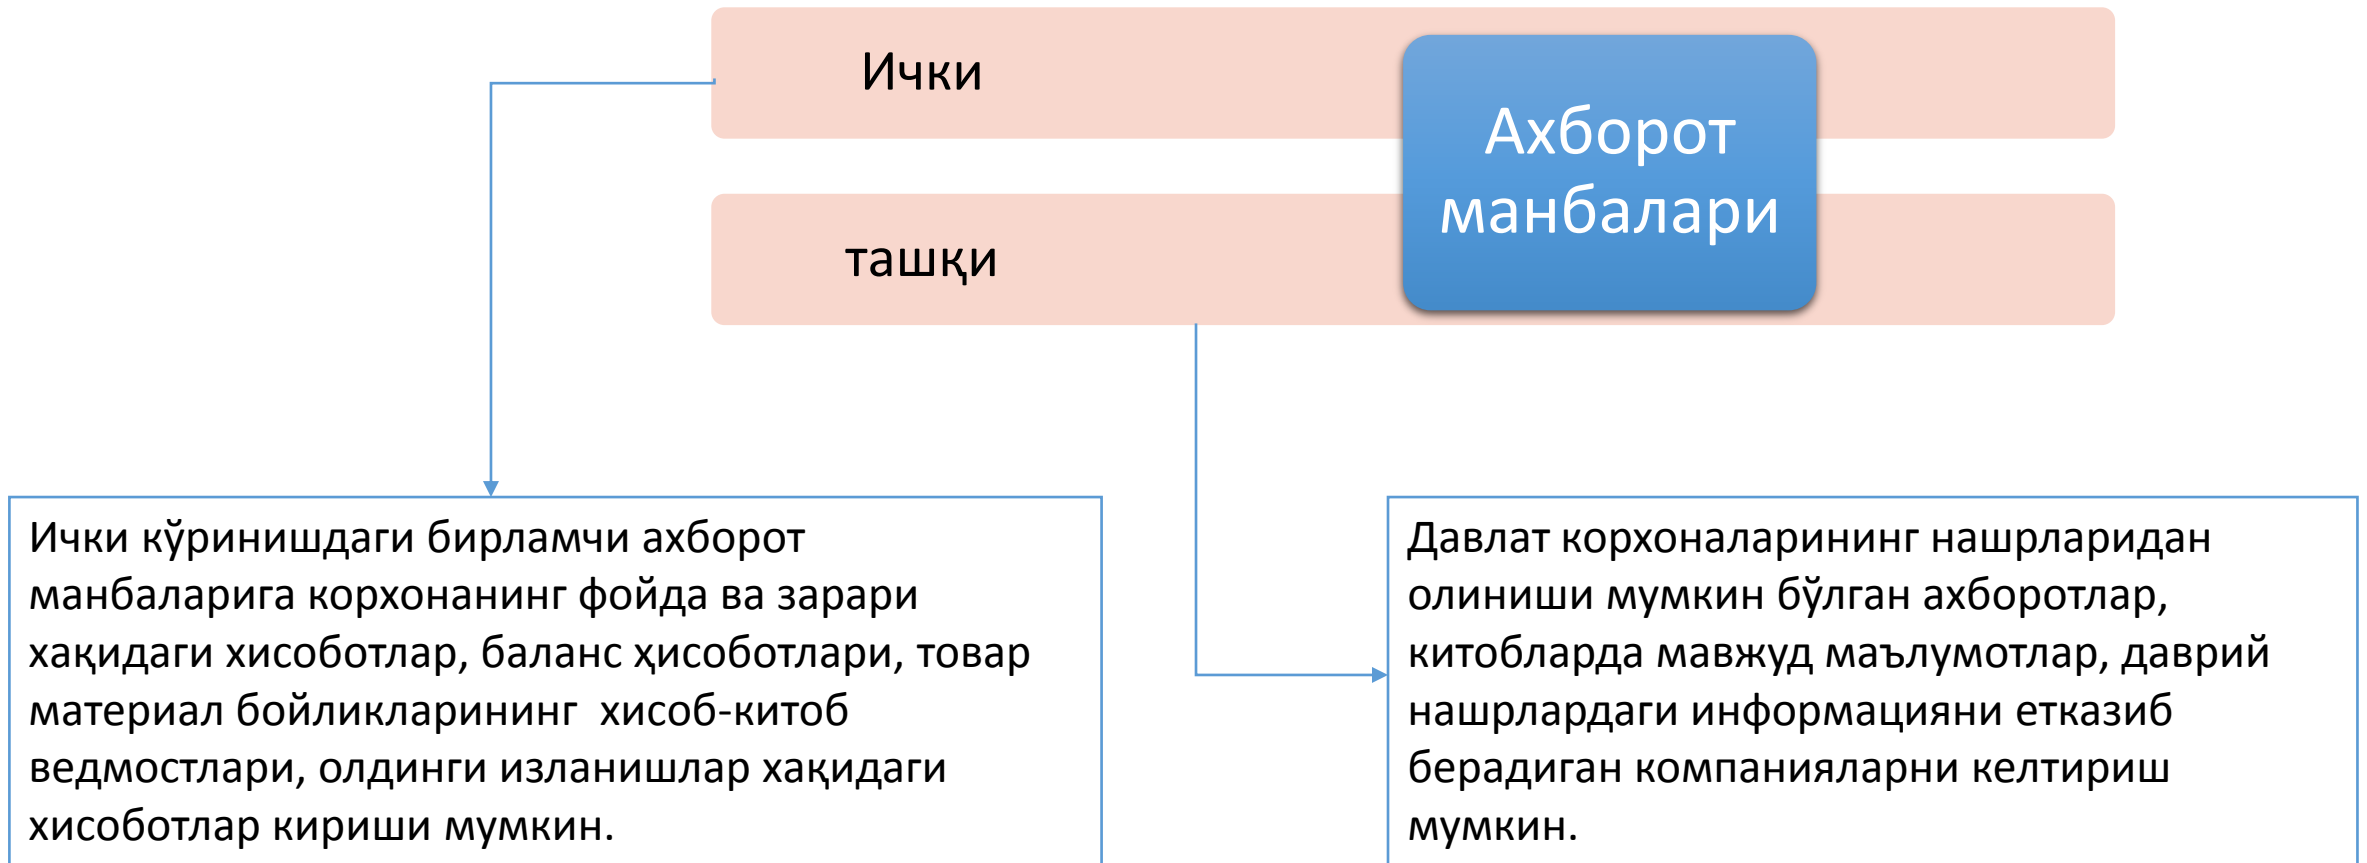 Ички
Ахборот
манбалари
ташқи
Ички кўринишдаги бирламчи ахборот
манбаларига корхонанинг фойда ва зарари
хақидаги хисоботлар, баланс ҳисоботлари, товар
материал бойликларининг  хисоб-китоб
ведмостлари, олдинги изланишлар хақидаги
хисоботлар кириши мумкин.
Давлат корхоналарининг нашрларидан
олиниши мумкин бўлган ахборотлар,
китобларда мавжуд маълумотлар, даврий
нашрлардаги информацияни етказиб
берадиган компанияларни келтириш
мумкин.